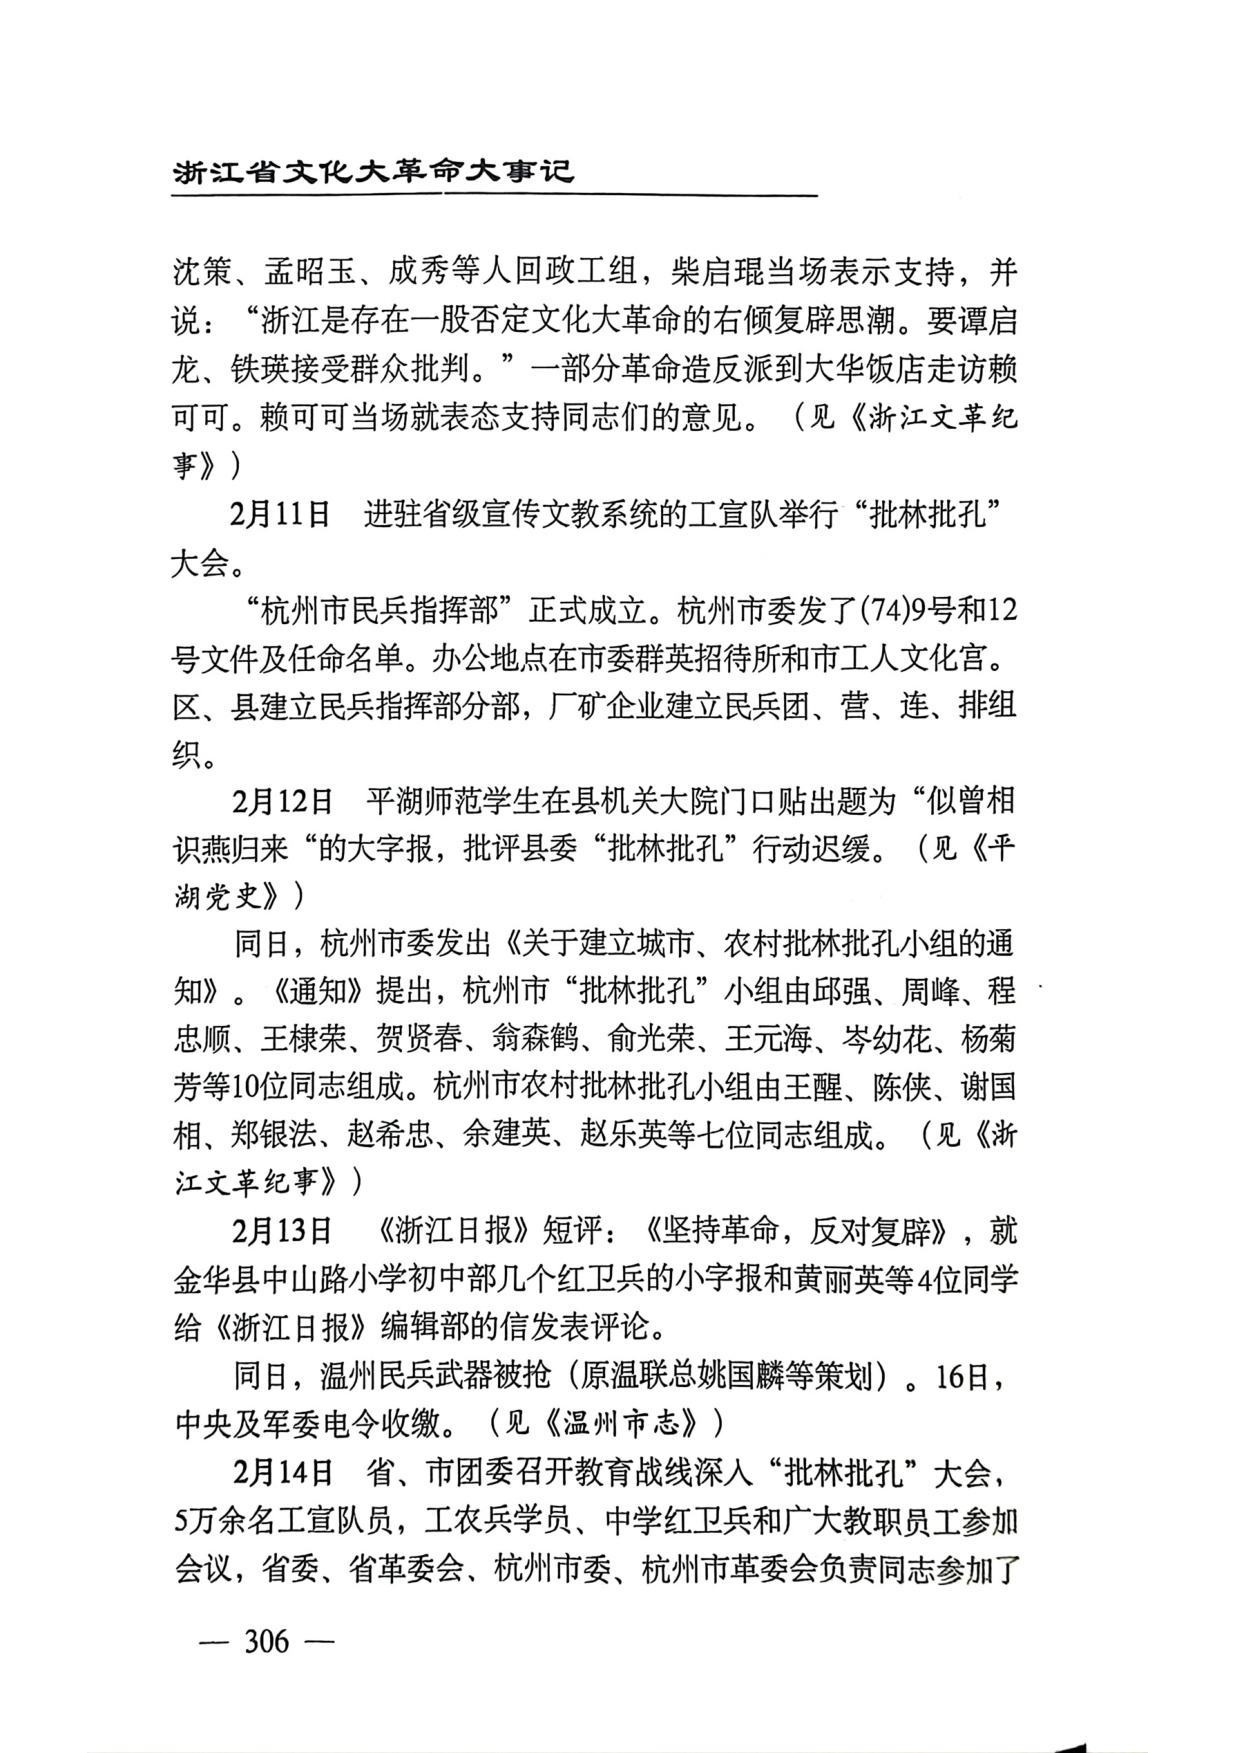 浙江省文化大革命大事记
沈策、孟昭玉、成秀等人回政工组，柴启琨当场表示支持，并
说：“浙江是存在一股否定文化大革命的右倾复辟思潮。要谭启
龙、铁瑛接受群众批判。”一部分革命造反派到大华饭店走访赖
可可。赖可可当场就表态支持同志们的意见。（见《浙江文革纪
事》）
2月11日　进驻省级宣传文教系统的工宣队举行“批林批孔”
大会。
“杭州市民兵指挥部”正式成立。杭州市委发了(74)9号和12
号文件及任命名单。办公地点在市委群英招待所和市工人文化宫。
区、县建立民兵指挥部分部，厂矿企业建立民兵团、营、连、排组
织。
2月12日　平湖师范学生在县机关大院门口贴出题为“似曾相
识燕归来“的大字报，批评县委“批林批孔”行动迟缓。（见《平
湖党史》）
同日，杭州市委发出《关于建立城市、农村批林批孔小组的通
知》。《通知》提出，杭州市“批林批孔”小组由邱强、周峰、程
忠顺、王棣荣、贺贤春、翁森鹤、俞光荣、王元海、岑幼花、杨菊
芳等10位同志组成。杭州市农村批林批孔小组由王醒、陈侠、谢国
相、郑银法、赵希忠、余建英、赵乐英等七位同志组成。（见《浙
江文革纪事》）
2月13日　《浙江日报》短评：《坚持革命，反对复辟》，就
金华县中山路小学初中部几个红卫兵的小字报和黄丽英等4位同学
给《浙江日报》编辑部的信发表评论。
同日，温州民兵武器被抢（原温联总姚国麟等策划）。16日，
中央及军委电令收缴。（见《温州市志》）
2月14日　省、市团委召开教育战线深入“批林批孔”大会，
5万余名工宣队员，工农兵学员、中学红卫兵和广大教职员工参加
会议，省委、省革委会、杭州市委、杭州市革委会负责同志参加了
— 306 —